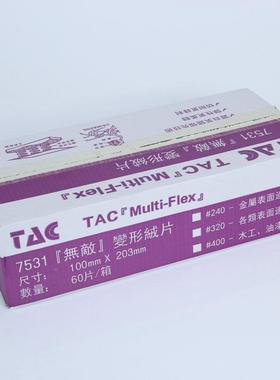 7531『無敵』變形絨片
TAC TAC『Multi-Flex』
TAC TAC『Multi-Flex』
7531『無敵』變形絨片
尺寸: 100mm X 203mm
數量: 60片/箱
#240 - 金屬表面
#320 - 各類表面
#400 - 木工、油